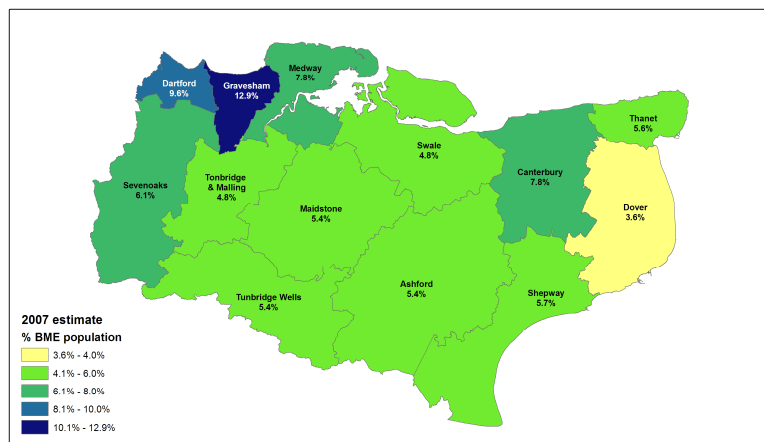 Medway
7.8%
Dartford
9.6%
Gravesham
12.9%
Thanet
5.6%
Swale
4.8%
Canterbury
7.8%
Sevenoaks
6.1%
Tonbridge
& Malling
4.8%
Maidstone
5.4%
Dover
3.6%
Ashford
5.4%
Shepway
5.7%
Tunbridge Wells
5.4%
2007 estimate
% BME population
3.6% - 4.0%
4.1% - 6.0%
6.1% - 8.0%
8.1% - 10.0%
10.1% - 12.9%